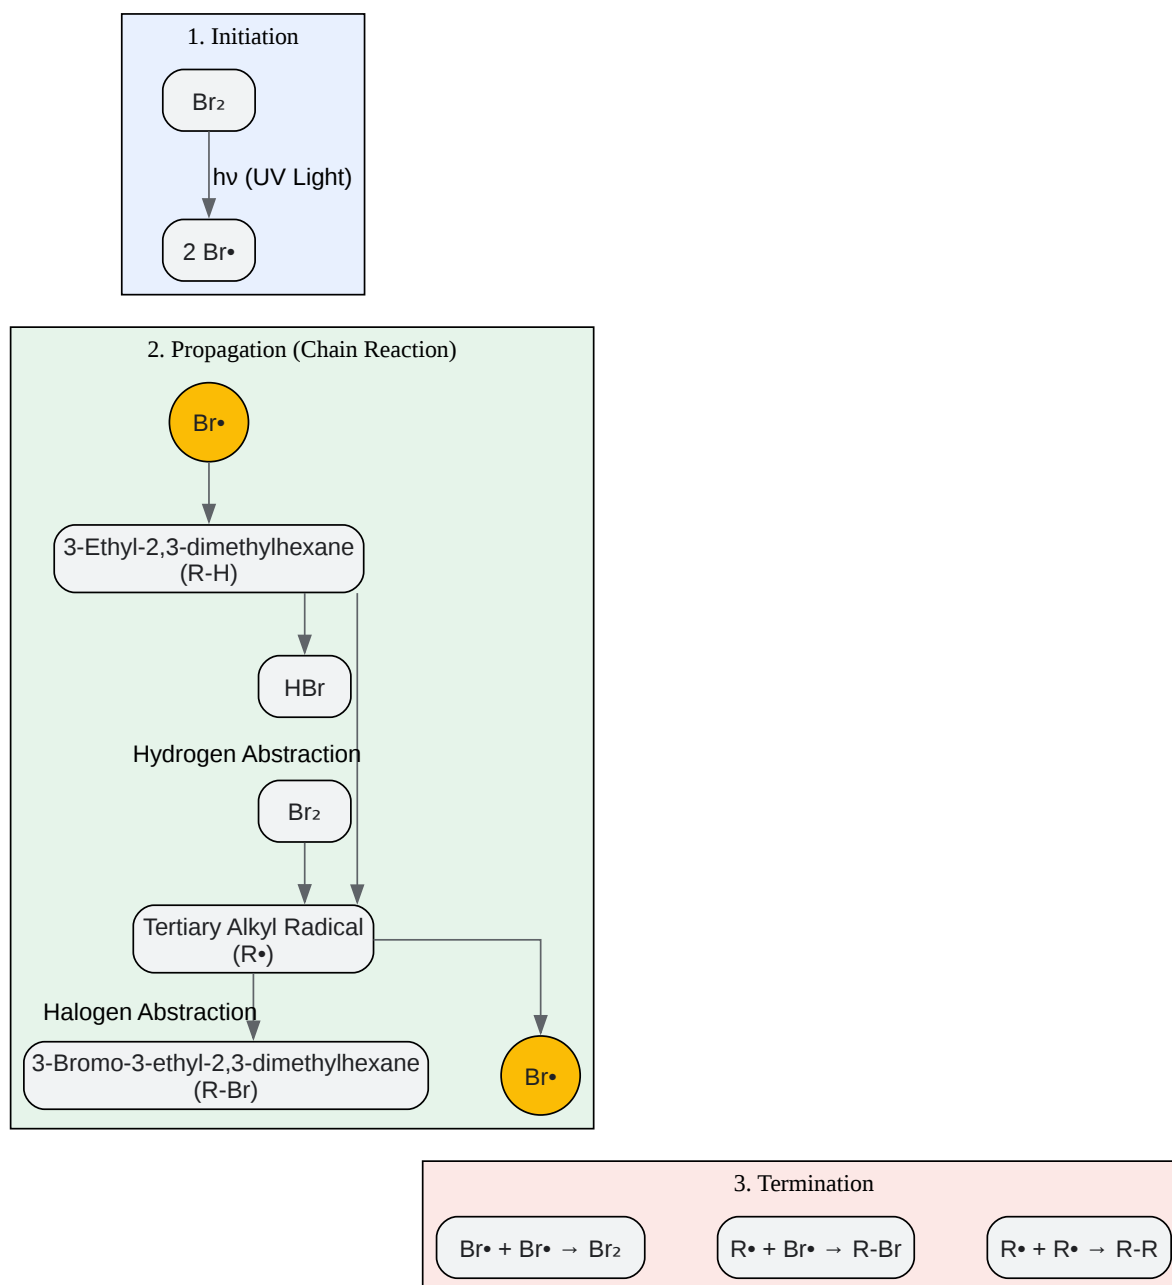 1. Initiation
Br₂
hν (UV Light)
2 Br•
2. Propagation (Chain Reaction)
Br•
3-Ethyl-2,3-dimethylhexane
(R-H)
HBr
Hydrogen Abstraction
Br₂
Tertiary Alkyl Radical
(R•)
Halogen Abstraction
3-Bromo-3-ethyl-2,3-dimethylhexane
(R-Br)
Br•
3. Termination
Br• + Br• → Br₂
R• + Br• → R-Br
R• + R• → R-R